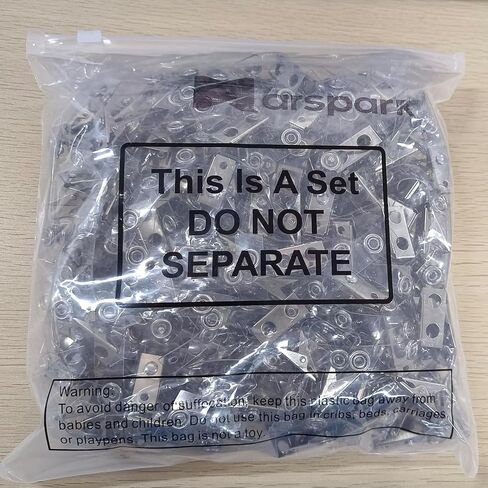 Marspark
This Is A Set
DO NOT
SEPARATE
Warning:
To avoid danger of suffocation, keep this plastic bag away from
babies and children. Do not use this bag in cribs, beds, carriages
or playpens. This bag is not a toy.